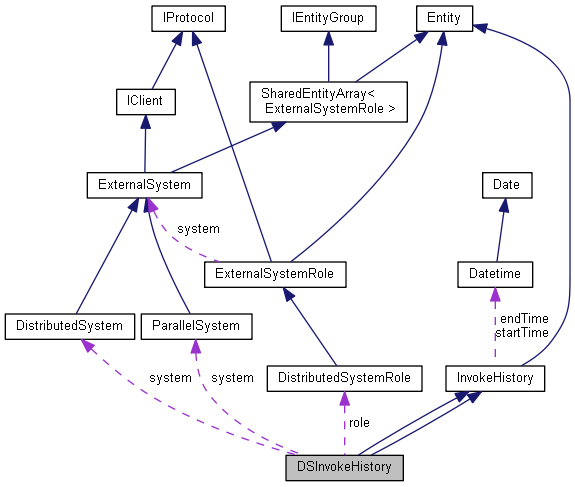 IProtocol
IEntityGroup
Entity
IClient
SharedEntityArray<
ExternalSystemRole >
ExternalSystem
Date
system
ExternalSystemRole
Datetime
endTime
startTime
DistributedSystem
ParallelSystem
system
system
DistributedSystemRole
InvokeHistory
role
DSInvokeHistory